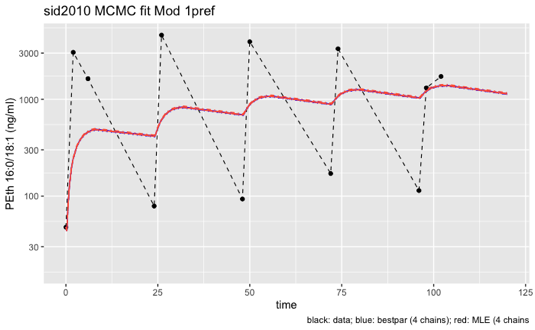 sid2010 MCMC fit Mod 1pref
PEth 16:0/18:1 (ng/ml)
3000
1000
300
100
30
0
25
50
75
100
125
time
black: data; blue: bestpar (4 chains); red: MLE (4 chains